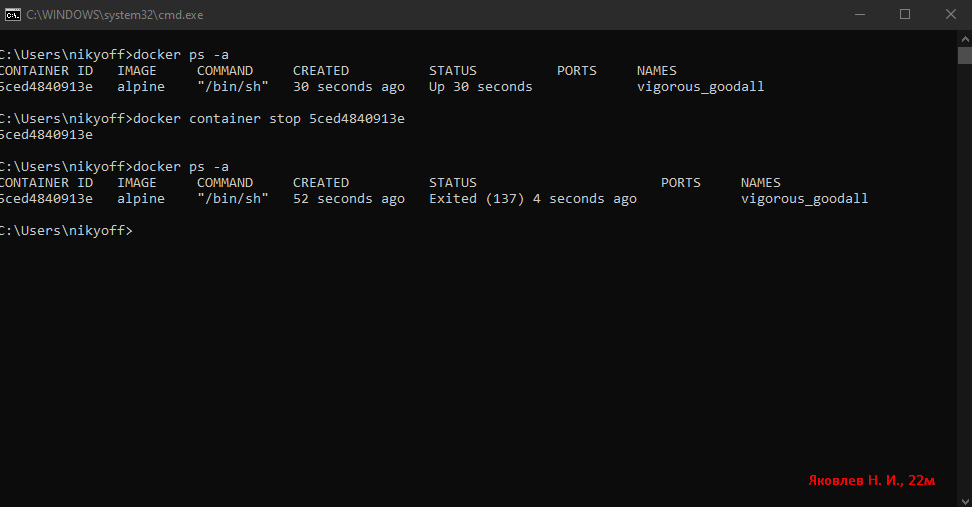 C:\WINDOWS\system32\cmd.exe
C:\Users\nikyoff>docker ps -a
CONTAINER ID   IMAGE     COMMAND     CREATED          STATUS          PORTS     NAMES
5ced4840913e   alpine    "/bin/sh"   30 seconds ago   Up 30 seconds             vigorous_goodall
C:\Users\nikyoff>docker container stop 5ced4840913e
5ced4840913e
C:\Users\nikyoff>docker ps -a
CONTAINER ID   IMAGE     COMMAND     CREATED          STATUS                       PORTS     NAMES
5ced4840913e   alpine    "/bin/sh"   52 seconds ago   Exited (137) 4 seconds ago             vigorous_goodall
C:\Users\nikyoff>
Яковлев Н. И., 22м